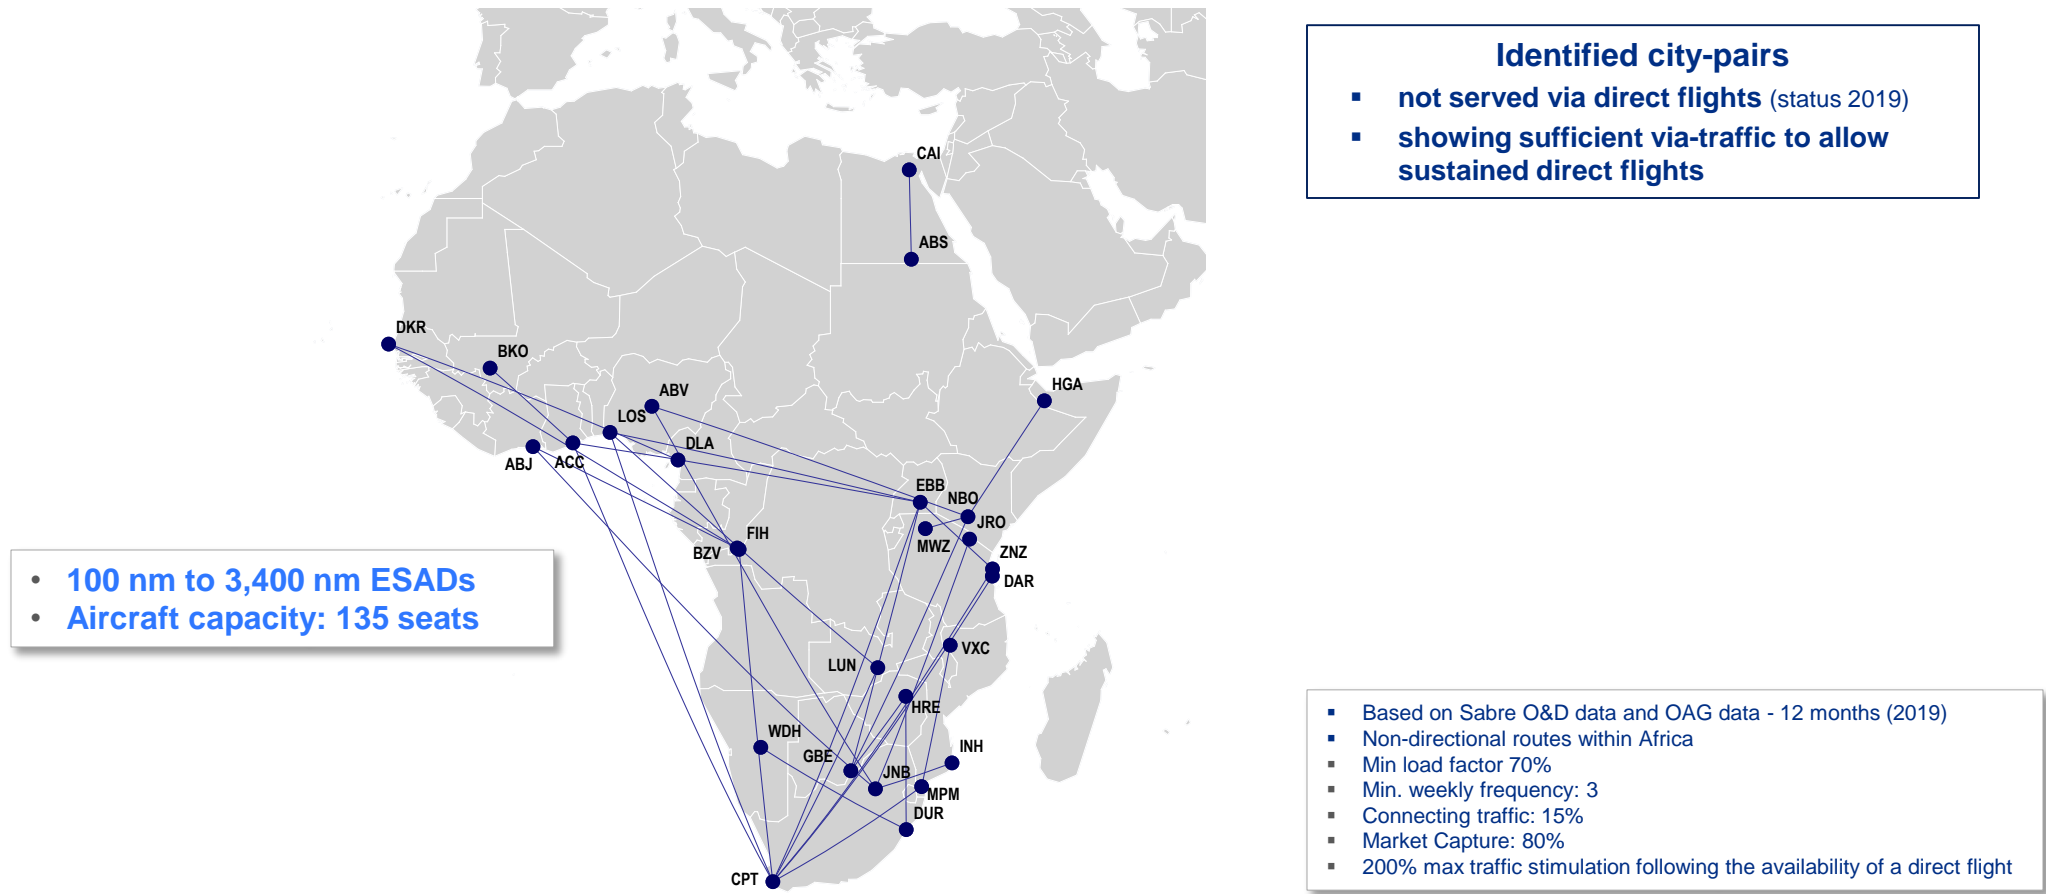 Identified city-pairs
▪ not served via direct flights (status 2019)
▪ showing sufficient via-traffic to allow
sustained direct flights
CAI
ABS
DKR
BKO
ABV
HGA
LOS
DLA
ABJ
ACC
EBB
NBO
JRO
MWZ
FIH
BZV
ZNZ
DAR
• 100 nm to 3,400 nm ESADs
• Aircraft capacity: 135 seats
VXC
LUN
HRE
WDH
GBE
INH
JNB
MPM
DUR
CPT
▪ Based on Sabre O&D data and OAG data - 12 months (2019)
▪ Non-directional routes within Africa
▪ Min load factor 70%
▪ Min. weekly frequency: 3
▪ Connecting traffic: 15%
▪ Market Capture: 80%
▪ 200% max traffic stimulation following the availability of a direct flight